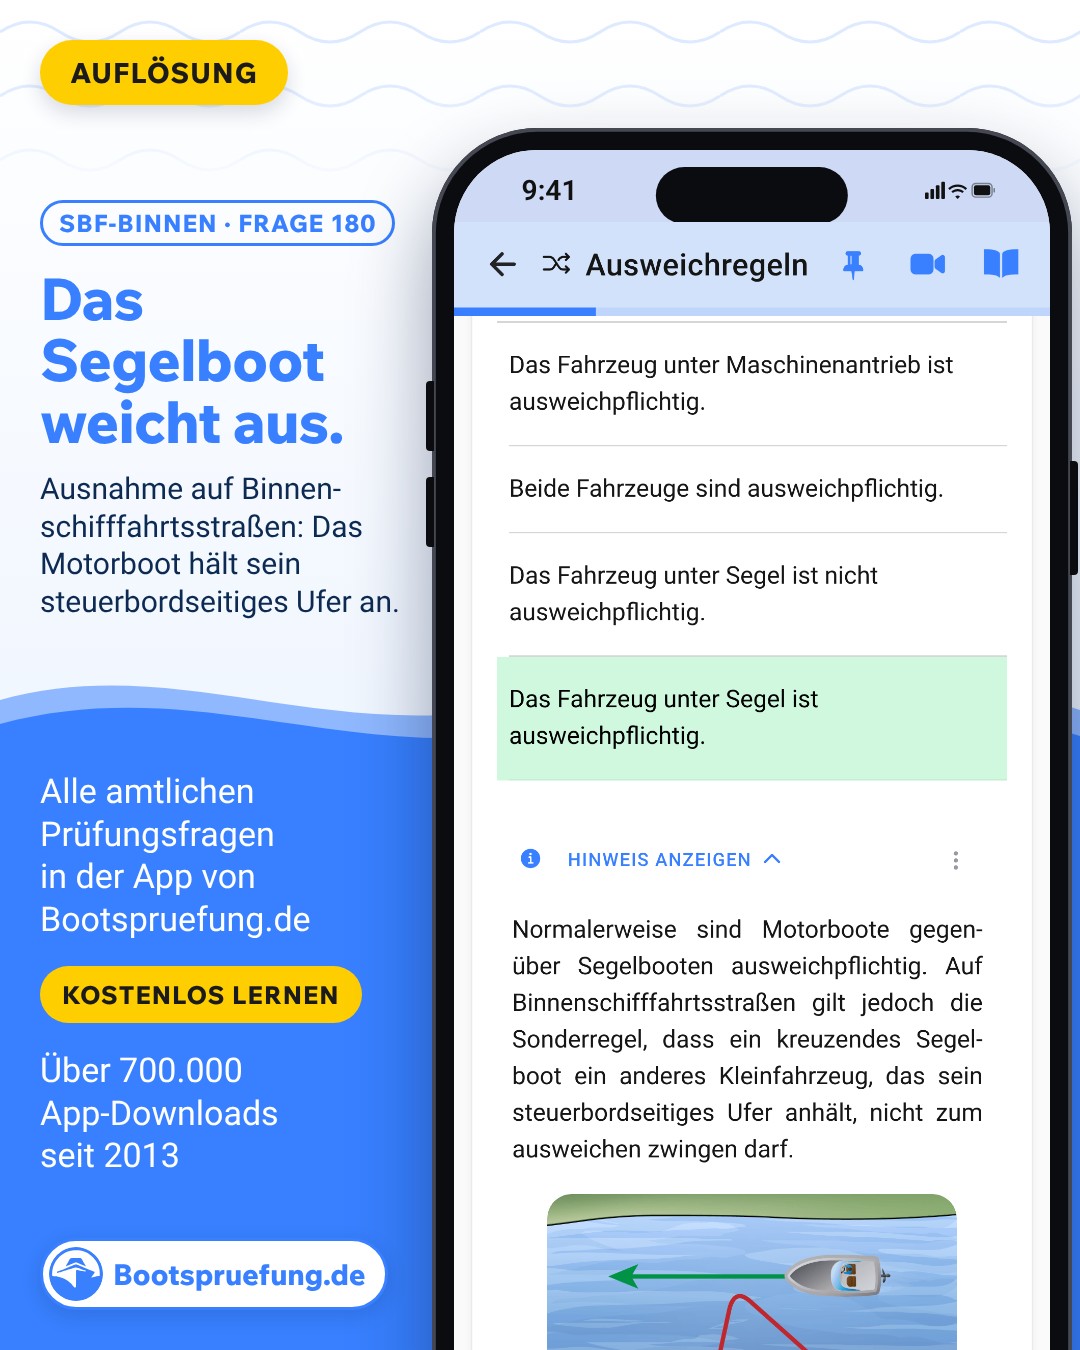 AUFLÖSUNG
SBF-BINNEN · FRAGE 180
Das
Segelboot
weicht aus.
Ausnahme auf Binnen-
schifffahrtsstraßen: Das
Motorboot hält sein
steuerbordseitiges Ufer an.
Alle amtlichen
Prüfungsfragen
in der App von
Bootspruefung.de
KOSTENLOS LERNEN
Über 700.000
App-Downloads
seit 2013
Bootspruefung.de
9:41
Ausweichregeln
Das Fahrzeug unter Maschinenantrieb ist
ausweichpflichtig.
Beide Fahrzeuge sind ausweichpflichtig.
Das Fahrzeug unter Segel ist nicht
ausweichpflichtig.
Das Fahrzeug unter Segel ist
ausweichpflichtig.
HINWEIS ANZEIGEN
Normalerweise sind Motorboote gegen-
über Segelbooten ausweichpflichtig. Auf
Binnenschifffahrtsstraßen gilt jedoch die
Sonderregel, dass ein kreuzendes Segel-
boot ein anderes Kleinfahrzeug, das sein
steuerbordseitiges Ufer anhält, nicht zum
ausweichen zwingen darf.